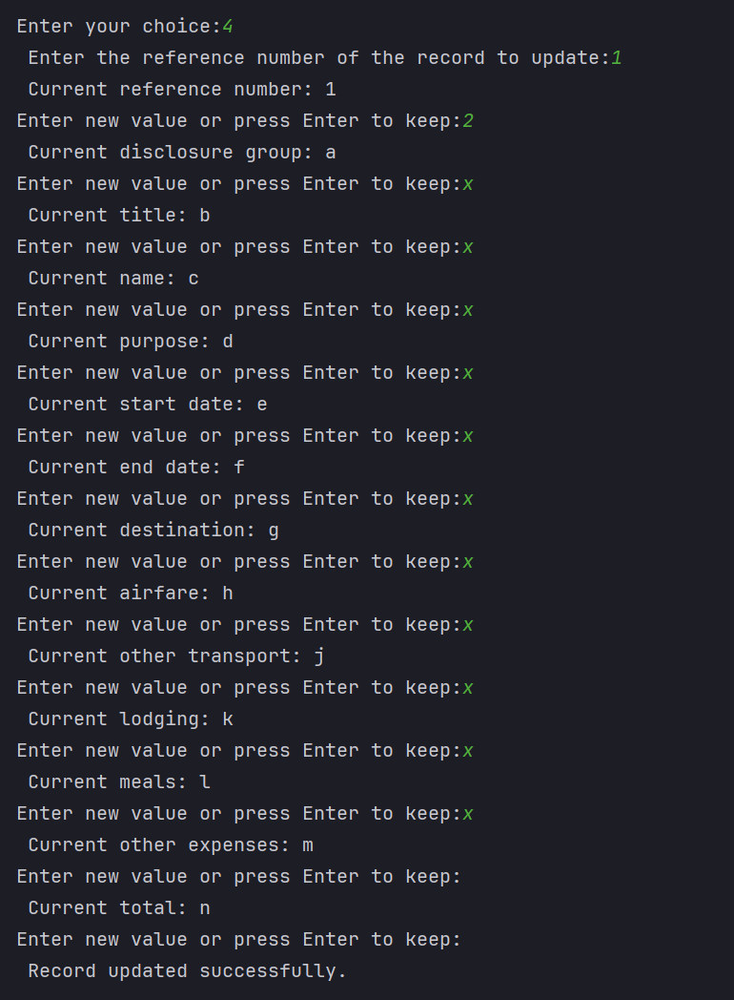 Enter your choice:4
Enter the reference number of the record to update:1
Current reference number: 1
Enter new value or press Enter to keep:2
Current disclosure group: a
Enter new value or press Enter to keep:x
Current title: b
Enter new value or press Enter to keep:x
Current name: c
Enter new value or press Enter to keep:x
Current purpose: d
Enter new value or press Enter to keep:x
Current start date: e
Enter new value or press Enter to keep:x
Current end date: f
Enter new value or press Enter to keep:x
Current destination: g
Enter new value or press Enter to keep:x
Current airfare: h
Enter new value or press Enter to keep:x
Current other transport: j
Enter new value or press Enter to keep:x
Current lodging: k
Enter new value or press Enter to keep:x
Current meals: l
Enter new value or press Enter to keep:x
Current other expenses: m
Enter new value or press Enter to keep:
Current total: n
Enter new value or press Enter to keep:
Record updated successfully.